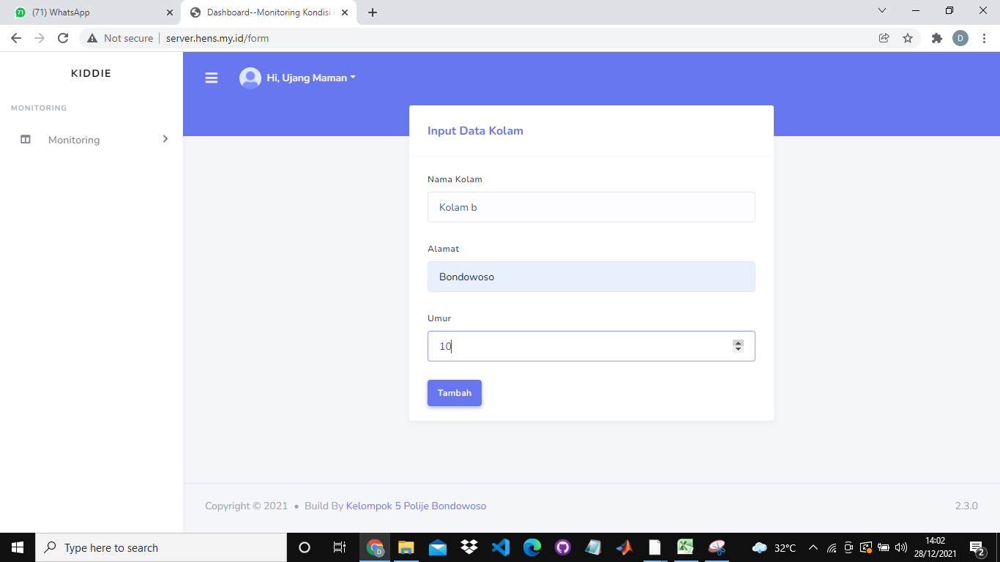 (71) WhatsApp
Dashboard--Monitoring Kondisi
Not secure
server.hens.my.id/form
D
KIDDIE
Hi, Ujang Maman
MONITORING
Monitoring
Input Data Kolam
Nama Kolam
Kolam b
Alamat
Bondowoso
Umur
10
Tambah
Copyright © 2021 • Build By Kelompok 5 Polije Bondowoso
2.3.0
Type here to search
32°C
14:02
28/12/2021
2